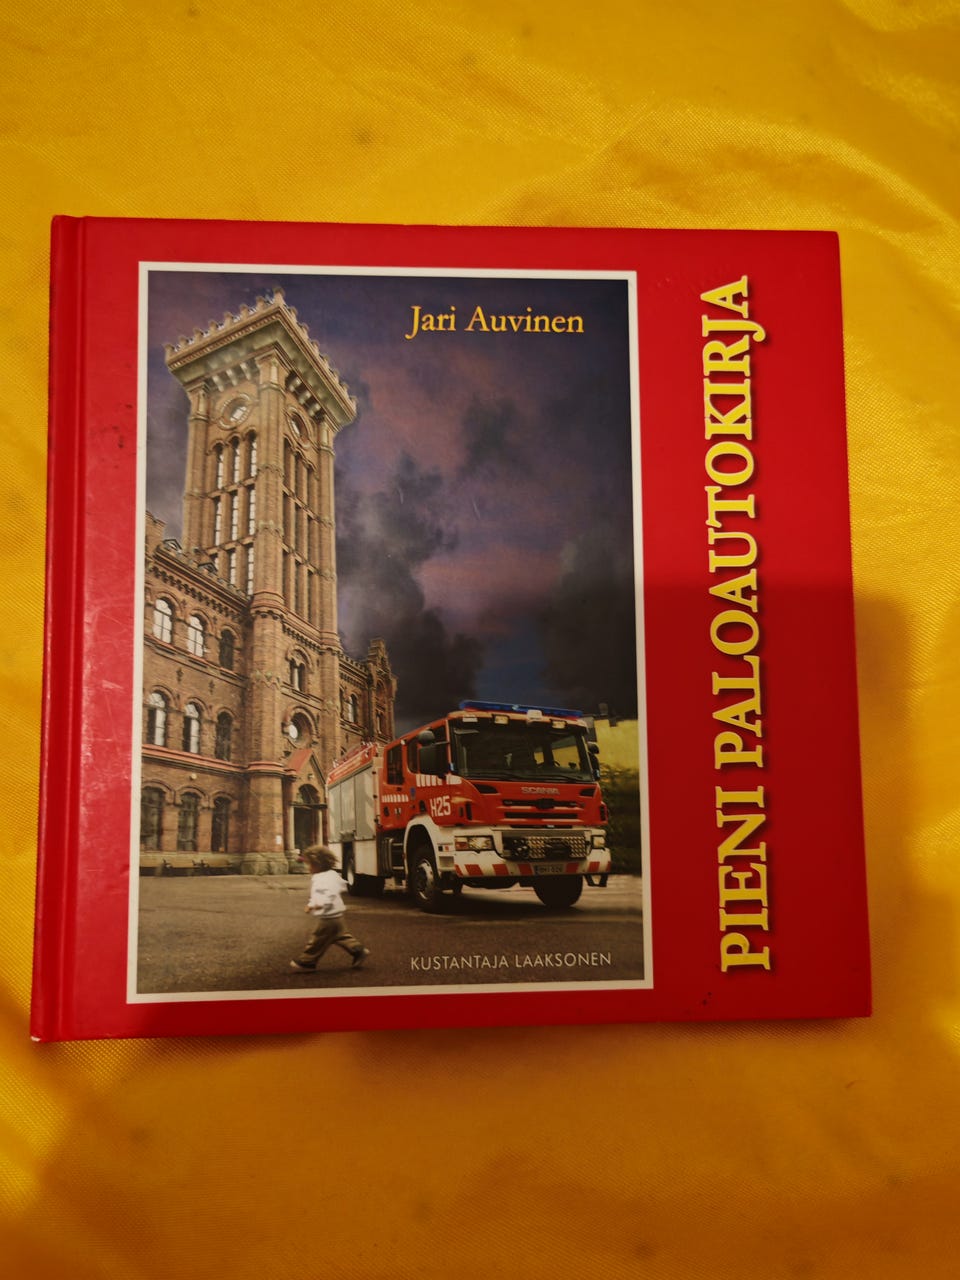 Jari Auvinen
PIENI PALOAUTOKIRJA
SCANIA
H25
KUSTANTAJA LAAKSONEN